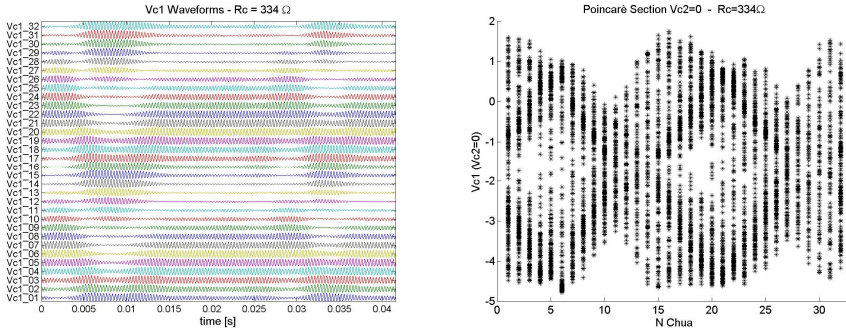 Vc1 Waveforms - Rc = 334 Ω
Vc1_32
Vc1_31
Vc1_30
Vc1_29
Vc1_28
Vc1_27
Vc1_26
Vc1_25
Vc1_24
Vc1_23
Vc1_22
Vc1_21
Vc1_20
Vc1_19
Vc1_18
Vc1_17
Vc1_16
Vc1_15
Vc1_14
Vc1_13
Vc1_12
Vc1_11
Vc1_10
Vc1_09
Vc1_08
Vc1_07
Vc1_06
Vc1_05
Vc1_04
Vc1_03
Vc1_02
Vc1_01
0 0.005 0.01 0.015 0.02 0.025 0.03 0.035 0.04
time [s]
Poincarè Section Vc2=0 - Rc=334Ω
Vc1 (Vc2=0)
2
1
0
-1
-2
-3
-4
-5
0 5 10 15 20 25 30
N Chua